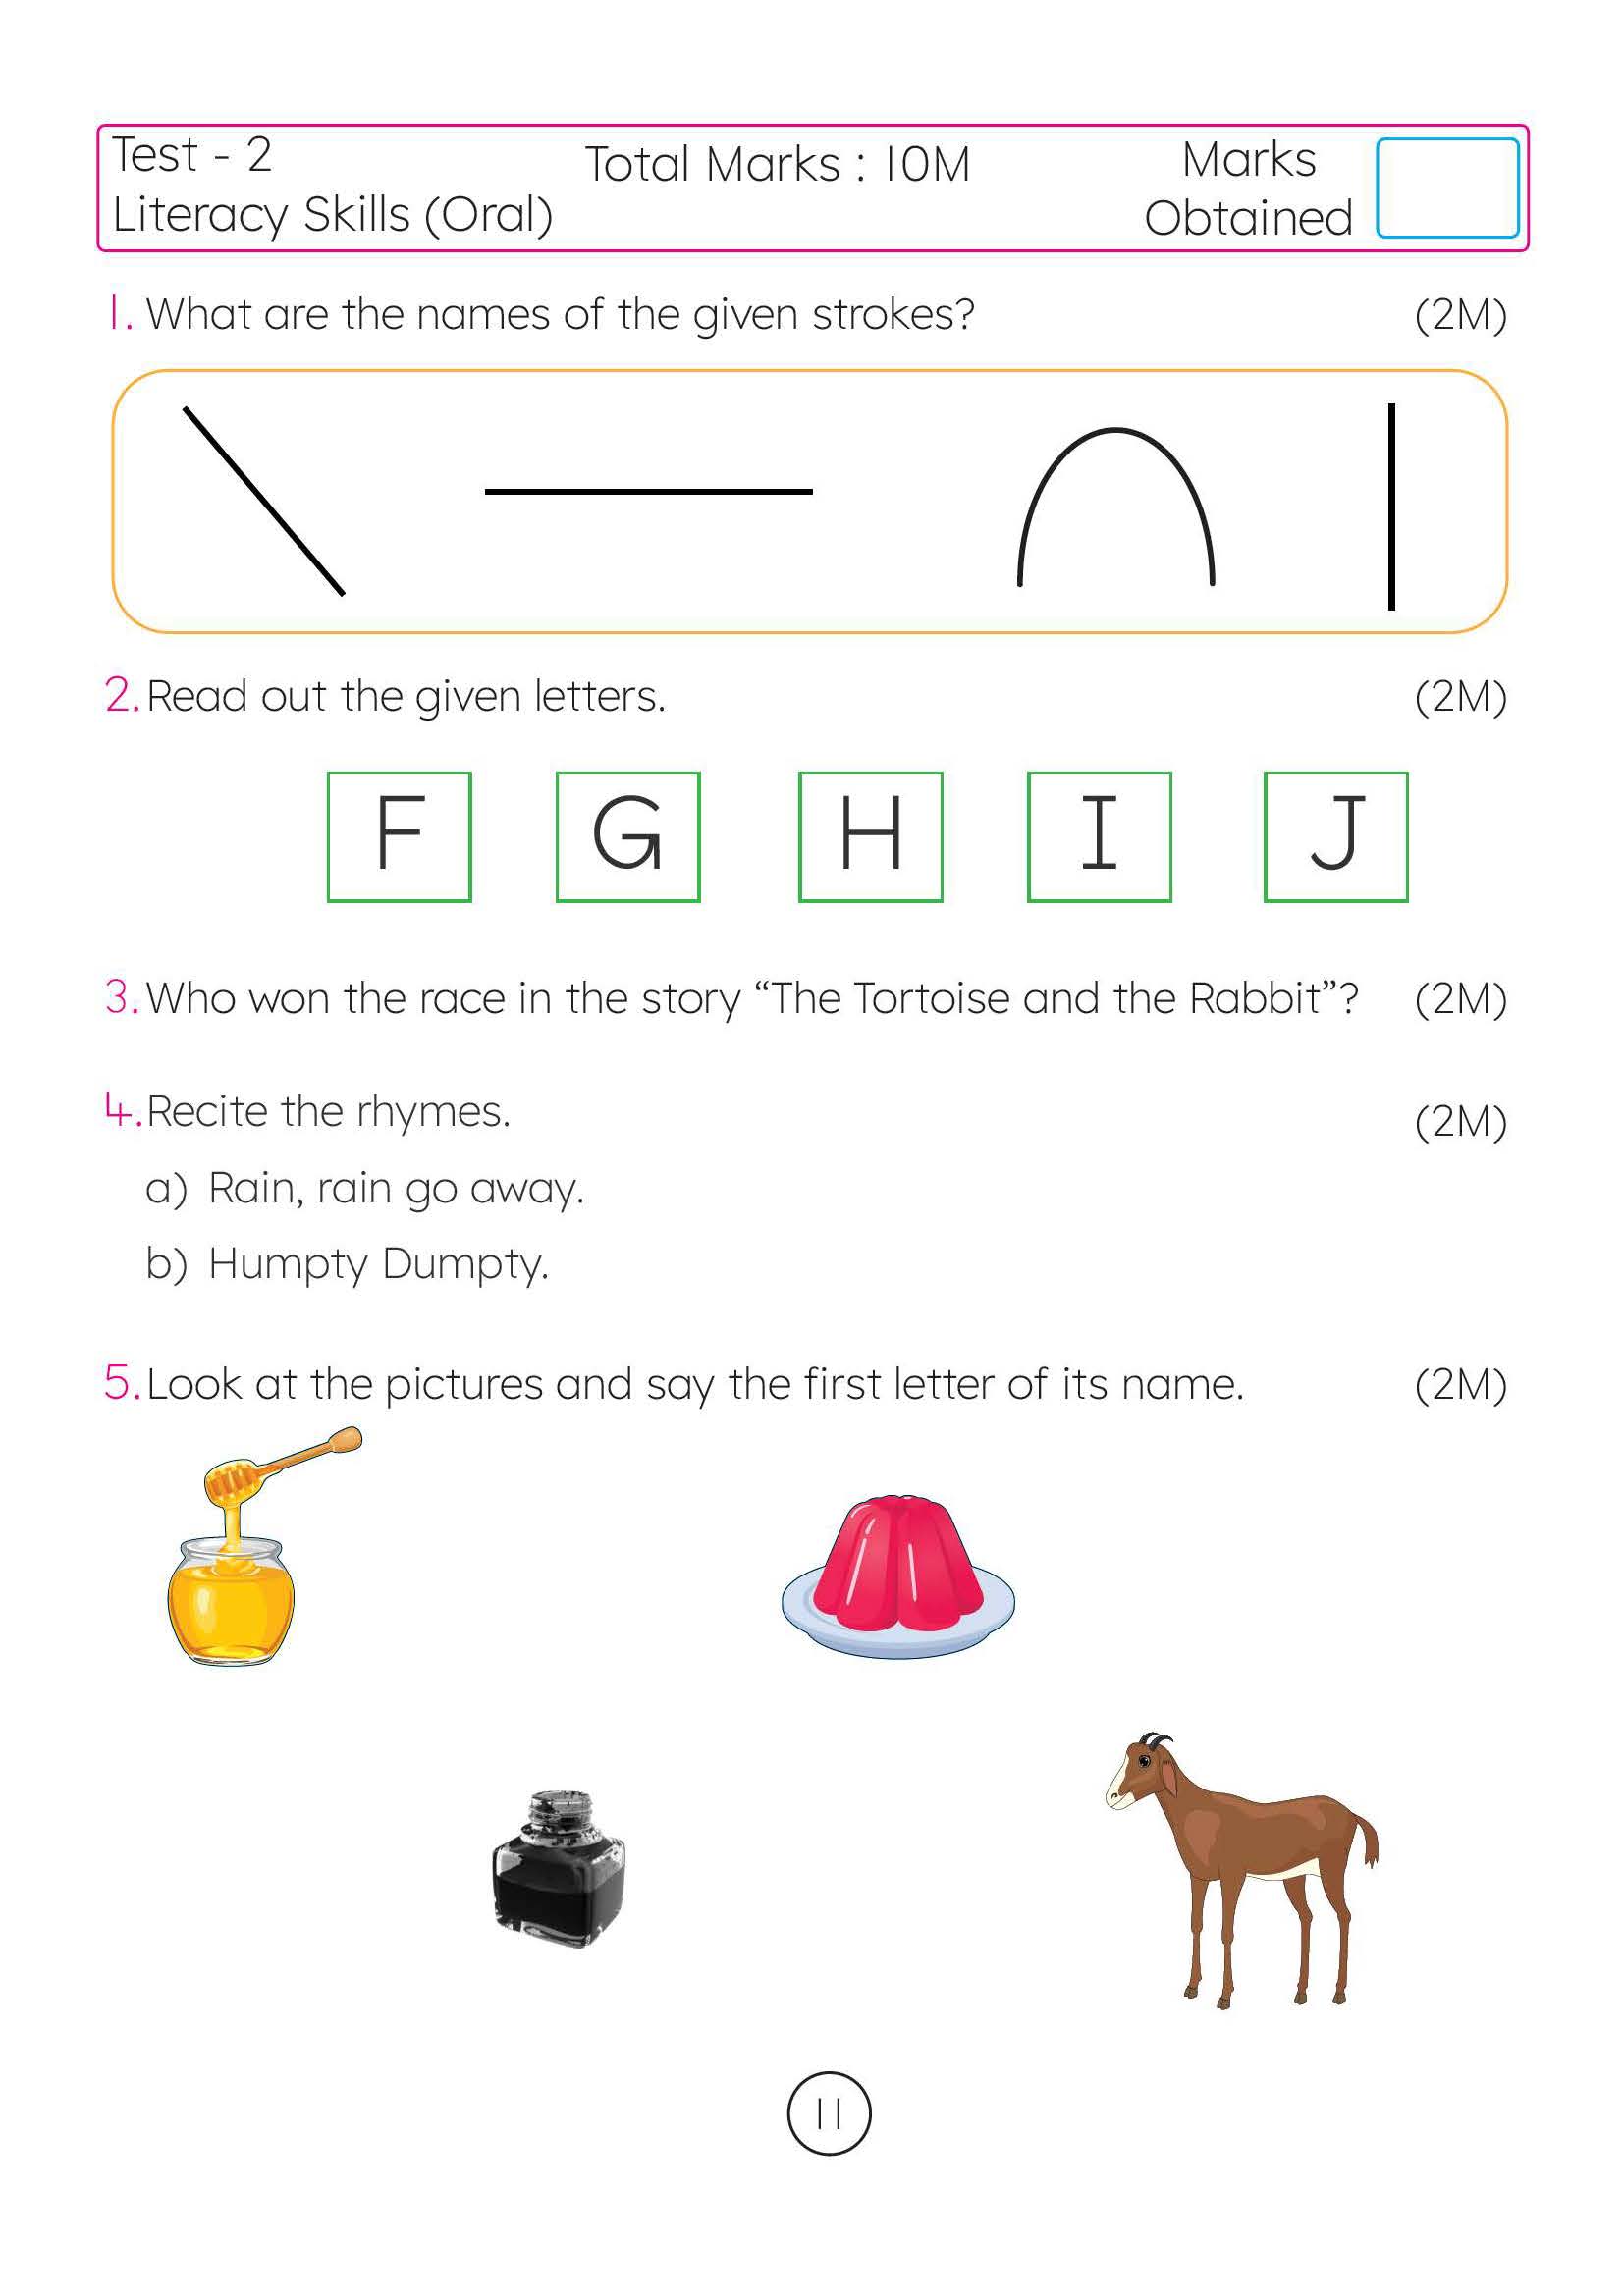 Test - 2
Literacy Skills (Oral)
Total Marks : 10M
Marks
Obtained
1. What are the names of the given strokes? (2M)
2. Read out the given letters. (2M)
F G H I J
3. Who won the race in the story “The Tortoise and the Rabbit”? (2M)
4. Recite the rhymes. (2M)
a) Rain, rain go away.
b) Humpty Dumpty.
5. Look at the pictures and say the first letter of its name. (2M)
11